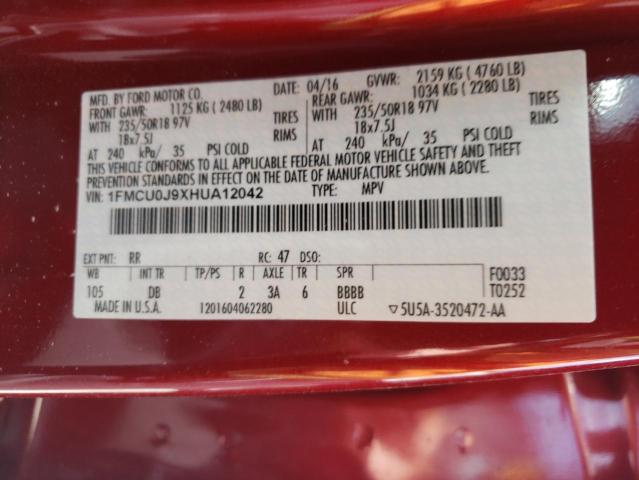 MFD. BY FORD MOTOR CO. DATE: 04/16 GVWR: 2159 KG ( 4760 LB)
FRONT GAWR: 1125 KG ( 2480 LB) REAR GAWR: 1034 KG ( 2280 LB)
WITH 235/50R18 97V TIRES WITH 235/50R18 97V TIRES
18x7.5J RIMS 18x7.5J RIMS
AT 240 kPa/ 35 PSI COLD AT 240 kPa/ 35 PSI COLD
THIS VEHICLE CONFORMS TO ALL APPLICABLE FEDERAL MOTOR VEHICLE SAFETY AND THEFT
PREVENTION STANDARDS IN EFFECT ON THE DATE OF MANUFACTURE SHOWN ABOVE.
VIN: 1FMCU0J9XHUA12042 TYPE: MPV
EXT PNT: RR RC: 47 DSO:
WB INT TR TP/PS R AXLE TR SPR F0033
105 DB 2 3A 6 BBBB T0252
MADE IN U.S.A. 1201604062280 ULC ▽5U5A-3520472-AA